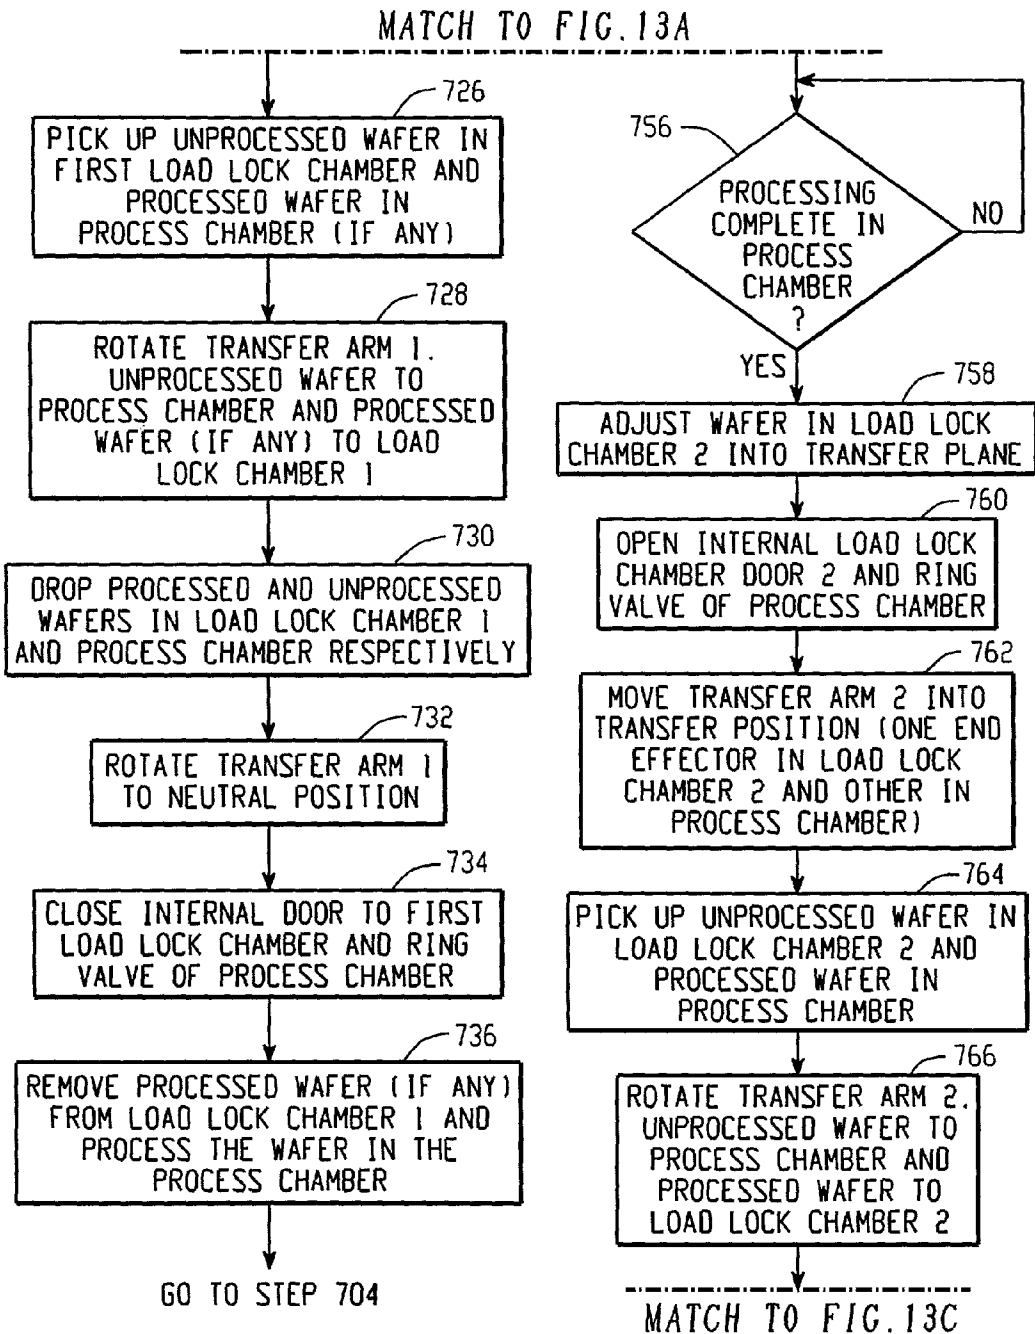 MATCH TO FIG.13A
726
PICK UP UNPROCESSED WAFER IN
FIRST LOAD LOCK CHAMBER AND
PROCESSED WAFER IN
PROCESS CHAMBER (IF ANY)
728
ROTATE TRANSFER ARM 1.
UNPROCESSED WAFER TO
PROCESS CHAMBER AND PROCESSED
WAFER (IF ANY) TO LOAD
LOCK CHAMBER 1
730
DROP PROCESSED AND UNPROCESSED
WAFERS IN LOAD LOCK CHAMBER 1
AND PROCESS CHAMBER RESPECTIVELY
732
ROTATE TRANSFER ARM 1
TO NEUTRAL POSITION
734
CLOSE INTERNAL DOOR TO FIRST
LOAD LOCK CHAMBER AND RING
VALVE OF PROCESS CHAMBER
736
REMOVE PROCESSED WAFER (IF ANY)
FROM LOAD LOCK CHAMBER 1 AND
PROCESS THE WAFER IN THE
PROCESS CHAMBER
GO TO STEP 704
756
PROCESSING
COMPLETE IN
PROCESS
CHAMBER
?
NO
YES
758
ADJUST WAFER IN LOAD LOCK
CHAMBER 2 INTO TRANSFER PLANE
760
OPEN INTERNAL LOAD LOCK
CHAMBER DOOR 2 AND RING
VALVE OF PROCESS CHAMBER
762
MOVE TRANSFER ARM 2 INTO
TRANSFER POSITION (ONE END
EFFECTOR IN LOAD LOCK
CHAMBER 2 AND OTHER IN
PROCESS CHAMBER)
764
PICK UP UNPROCESSED WAFER IN
LOAD LOCK CHAMBER 2 AND
PROCESSED WAFER IN
PROCESS CHAMBER
766
ROTATE TRANSFER ARM 2.
UNPROCESSED WAFER TO
PROCESS CHAMBER AND
PROCESSED WAFER TO
LOAD LOCK CHAMBER 2
MATCH TO FIG.13C